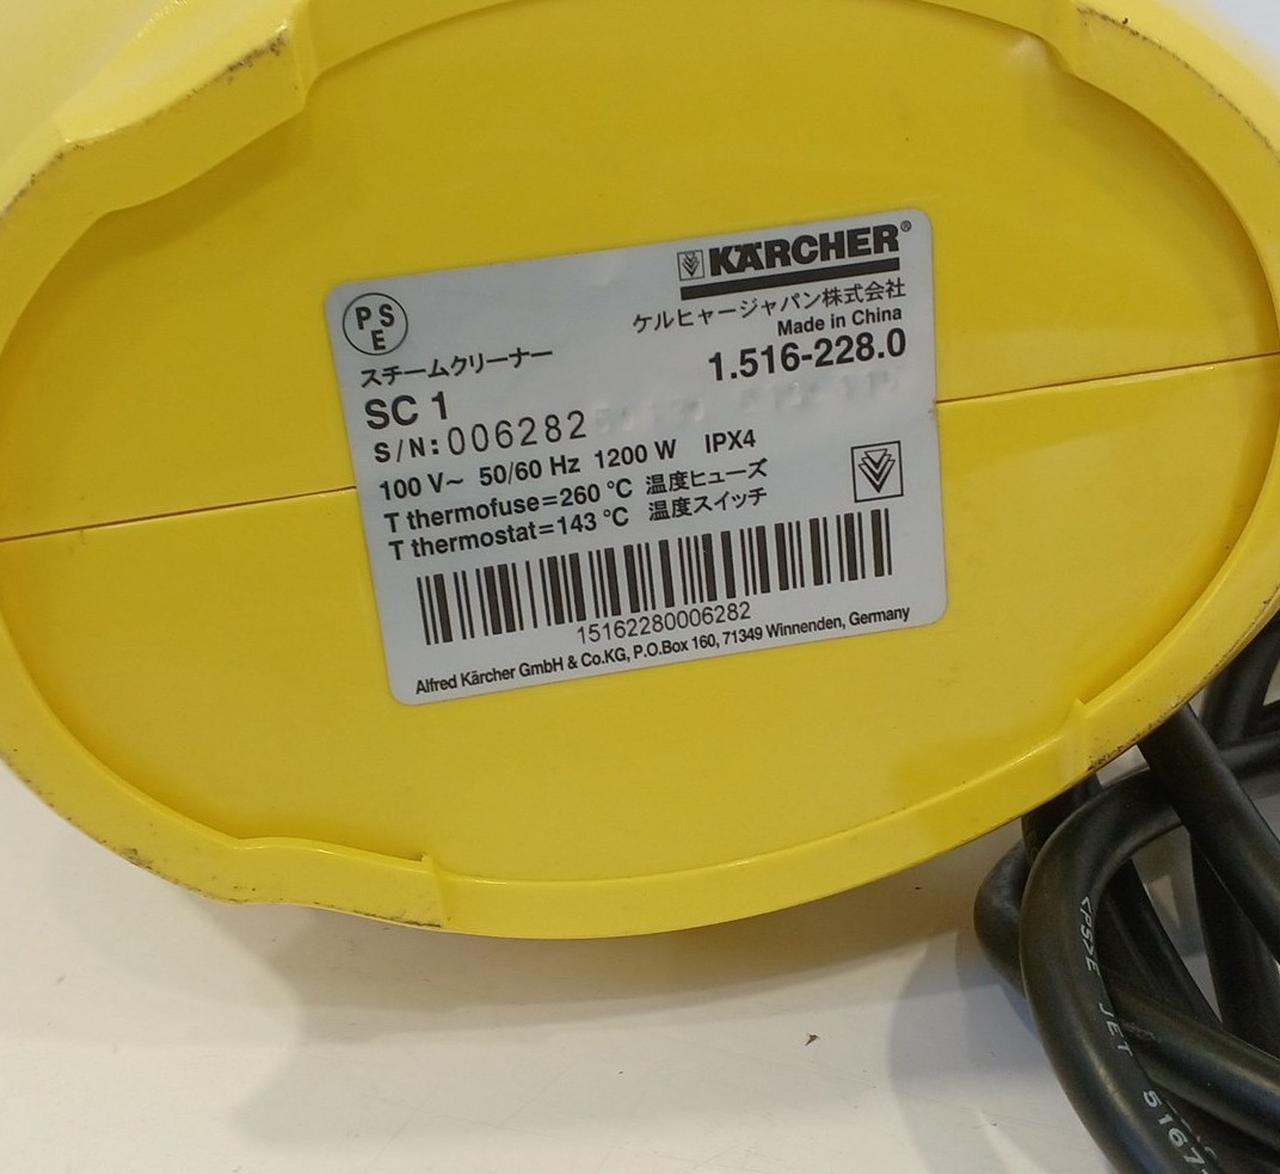 KÄRCHER®
ケルヒャージャパン株式会社
Made in China
1.516-228.0
PSE
スチームクリーナー
SC 1
S/N: 006282
100 V~ 50/60 Hz 1200 W IPX4
T thermofuse=260 °C 温度ヒューズ
T thermostat=143 °C 温度スイッチ
15162280006282
Alfred Kärcher GmbH & Co.KG, P.O.Box 160, 71349 Winnenden, Germany
<PS>E JET 5167